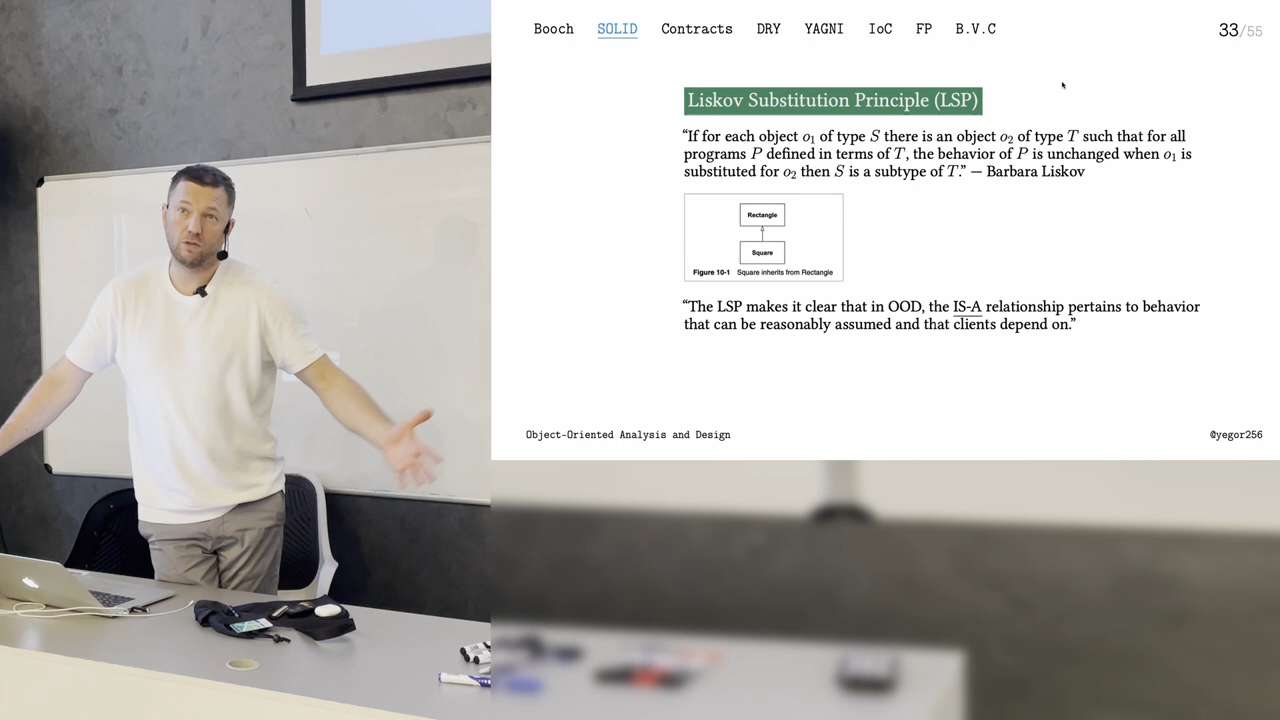 Booch SOLID Contracts DRY YAGNI IoC FP B.V.C 33/55
Liskov Substitution Principle (LSP)
“If for each object o1 of type S there is an object o2 of type T such that for all
programs P defined in terms of T, the behavior of P is unchanged when o1 is
substituted for o2 then S is a subtype of T.” — Barbara Liskov
Rectangle
Square
Figure 10-1 Square inherits from Rectangle
“The LSP makes it clear that in OOD, the IS-A relationship pertains to behavior
that can be reasonably assumed and that clients depend on.”
Object-Oriented Analysis and Design @yegor256